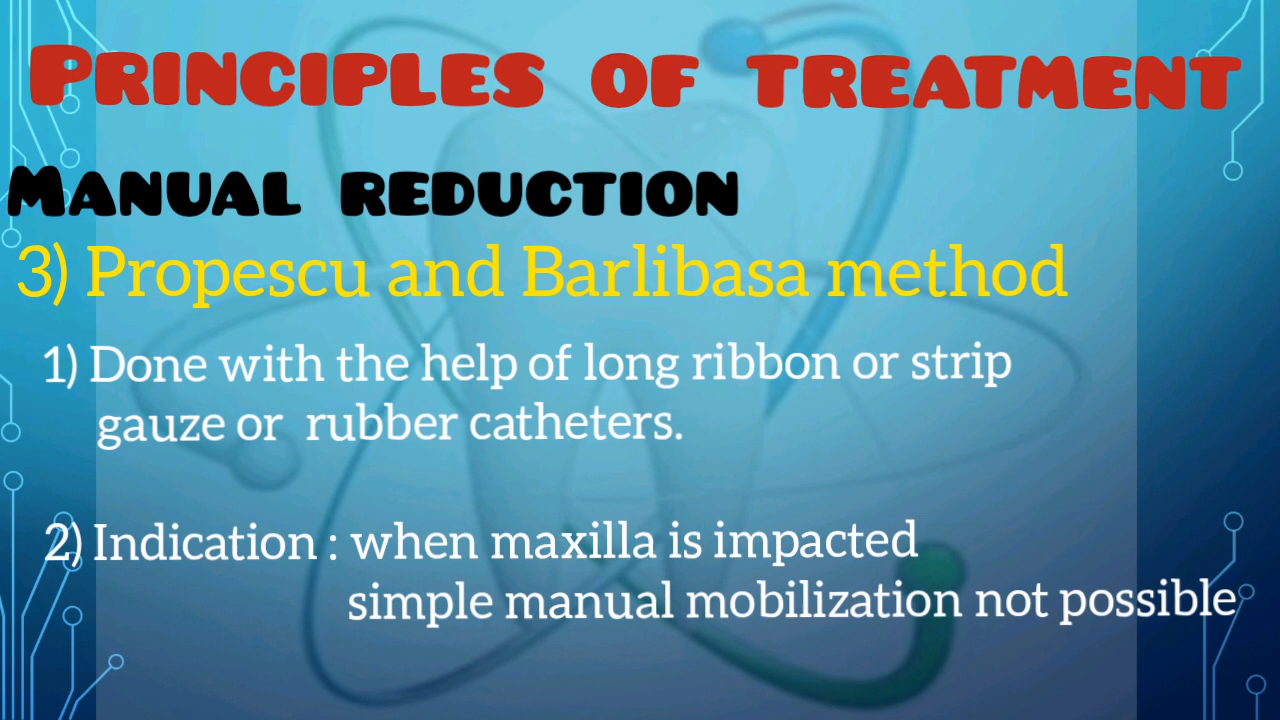 PRINCIPLES OF TREATMENT
MANUAL REDUCTION
3) Propescu and Barlibasa method
1) Done with the help of long ribbon or strip
gauze or rubber catheters.
2) Indication : when maxilla is impacted
simple manual mobilization not possible